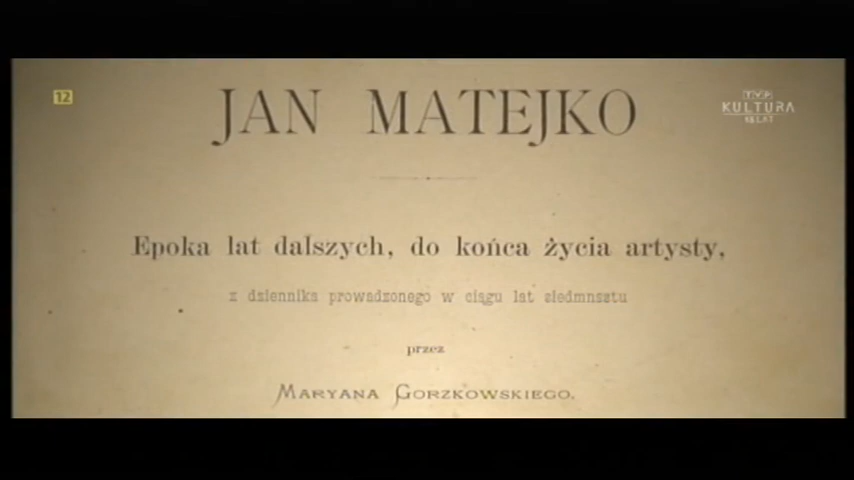 12
TVP
KULTURA
JAN MATEJKO
Epoka lat dalszych, do końca życia artysty,
z dziennika prowadzonego w ciągu lat siedmnsztu
przez
MARYANA GORZKOWSKIEGO.